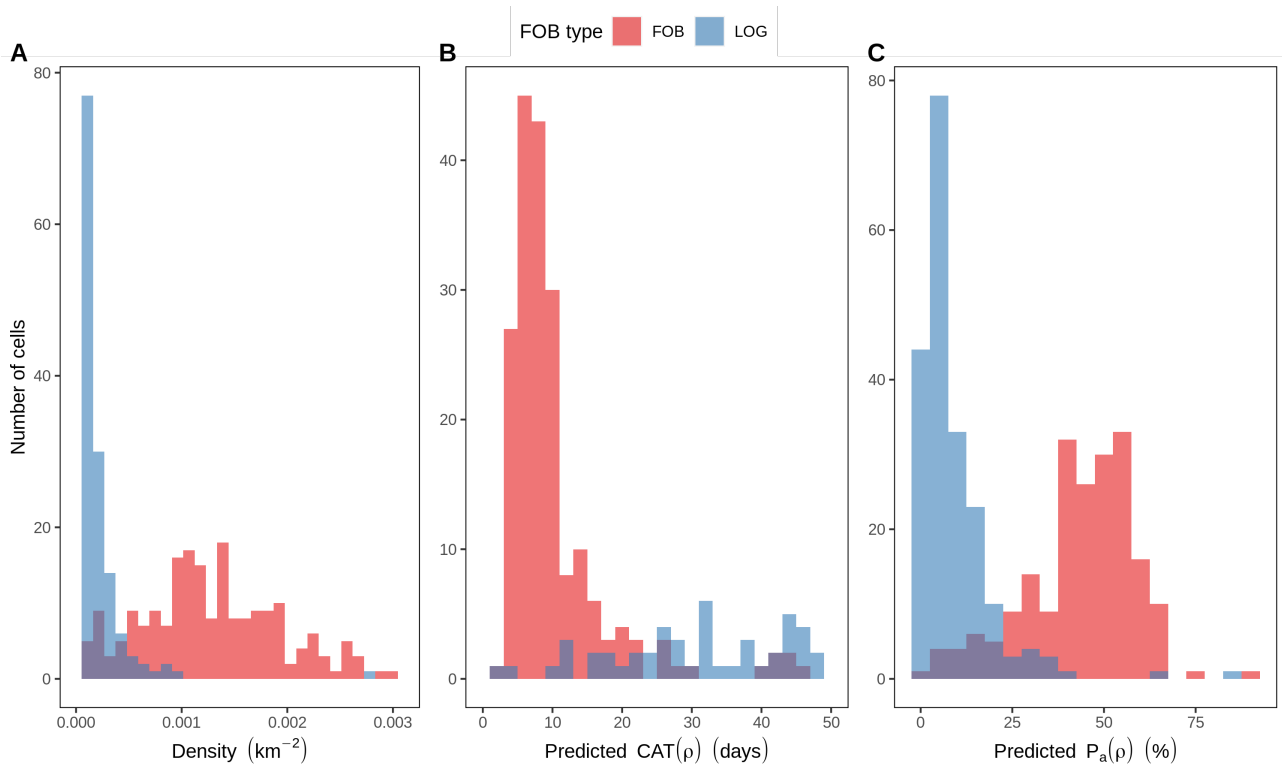 FOB type FOB LOG
A B C
Number of cells
80
60
40
20
0
0.000 0.001 0.002 0.003
Density (km⁻²)
40
30
20
10
0
0 10 20 30 40 50
Predicted CAT(ρ) (days)
80
60
40
20
0
0 25 50 75
Predicted Pₐ(ρ) (%)